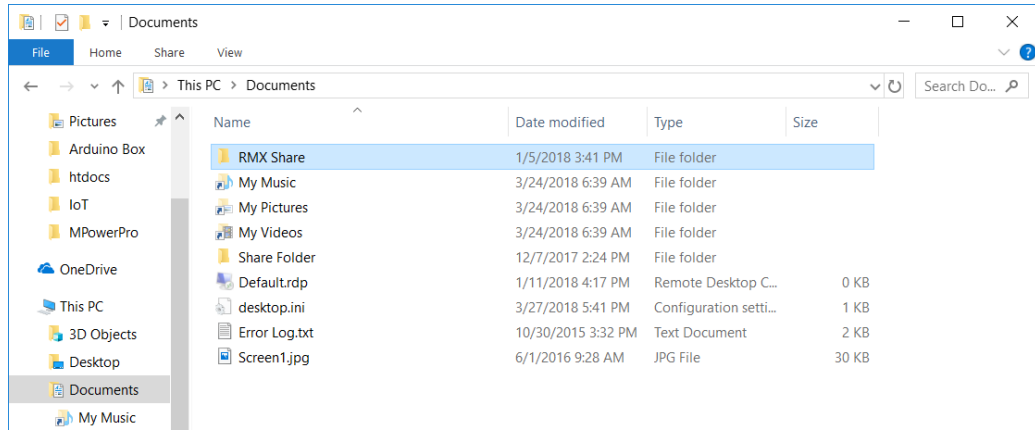 Documents
File Home Share View
This PC > Documents
Search Do...
Pictures
Arduino Box
htdocs
IoT
MPowerPro
OneDrive
This PC
3D Objects
Desktop
Documents
My Music
Name Date modified Type Size
RMX Share 1/5/2018 3:41 PM File folder
My Music 3/24/2018 6:39 AM File folder
My Pictures 3/24/2018 6:39 AM File folder
My Videos 3/24/2018 6:39 AM File folder
Share Folder 12/7/2017 2:24 PM File folder
Default.rdp 1/11/2018 4:17 PM Remote Desktop C... 0 KB
desktop.ini 3/27/2018 5:41 PM Configuration setti... 1 KB
Error Log.txt 10/30/2015 3:32 PM Text Document 2 KB
Screen1.jpg 6/1/2016 9:28 AM JPG File 30 KB